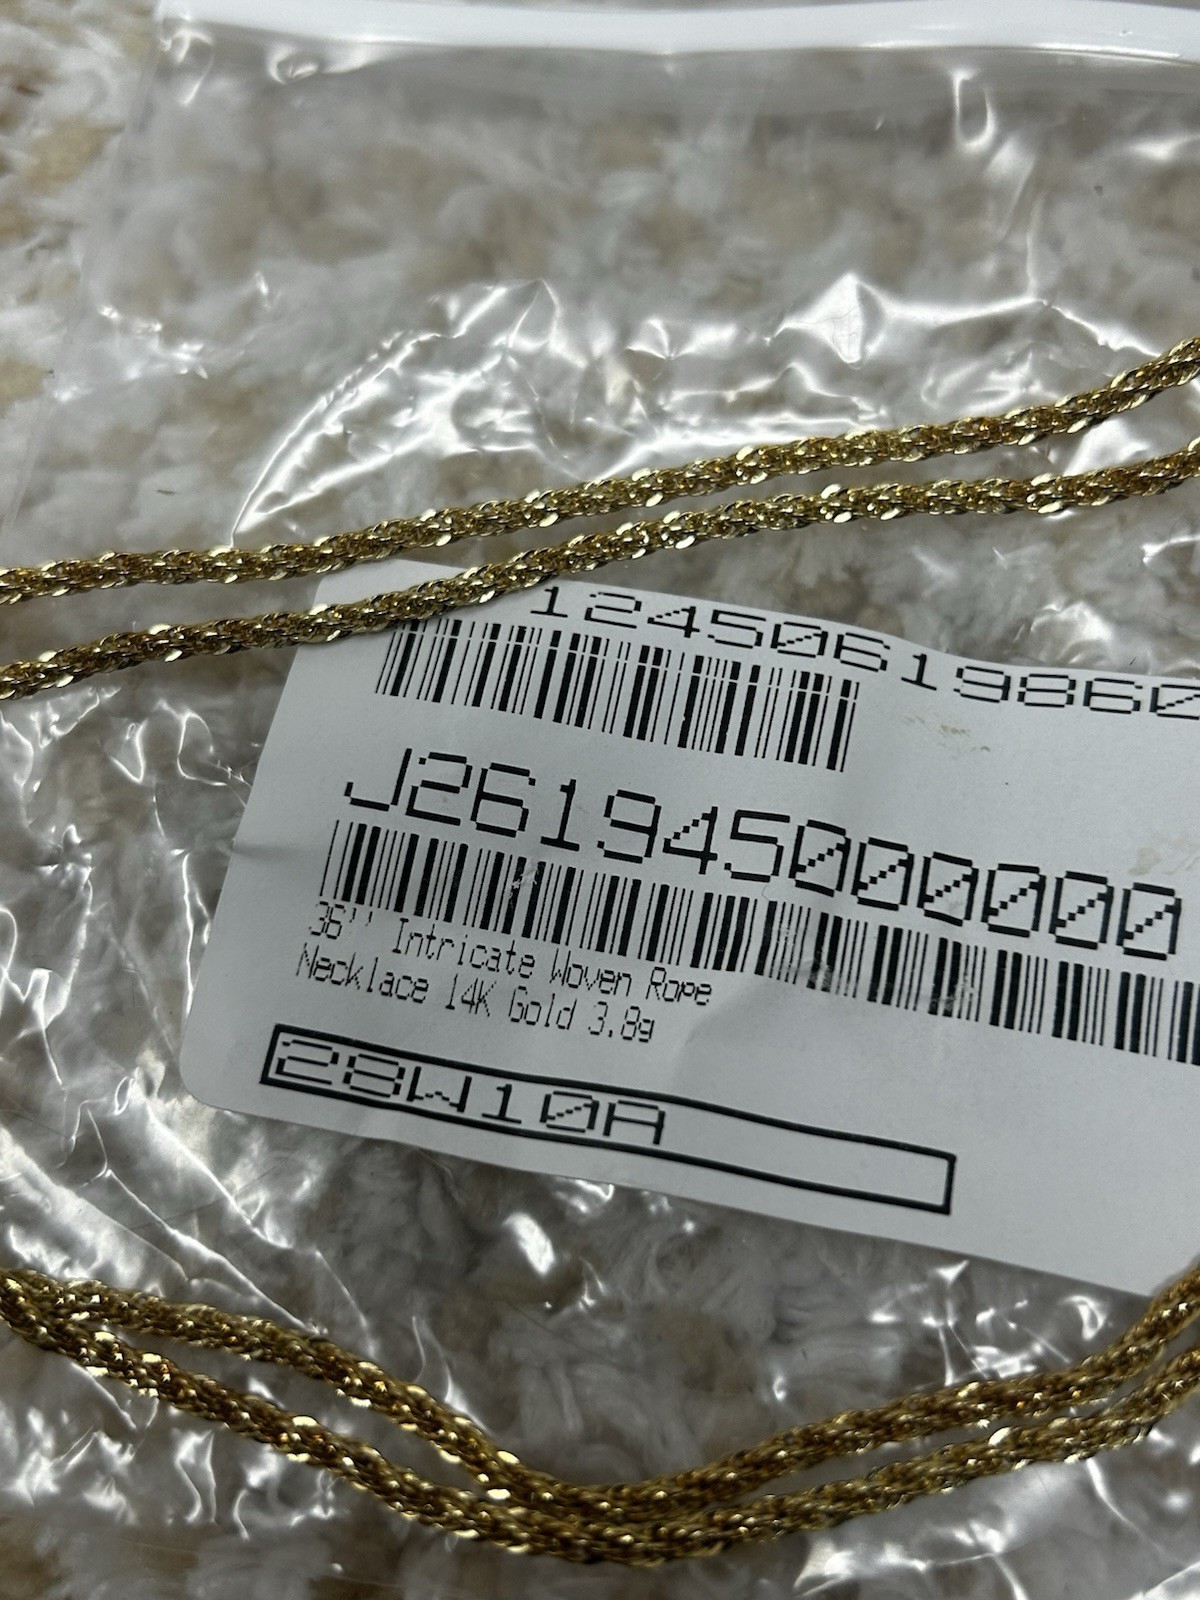 12450619860
J261945000000
36'' Intricate Woven Rope
Necklace 14K Gold 3.8g
28W10A